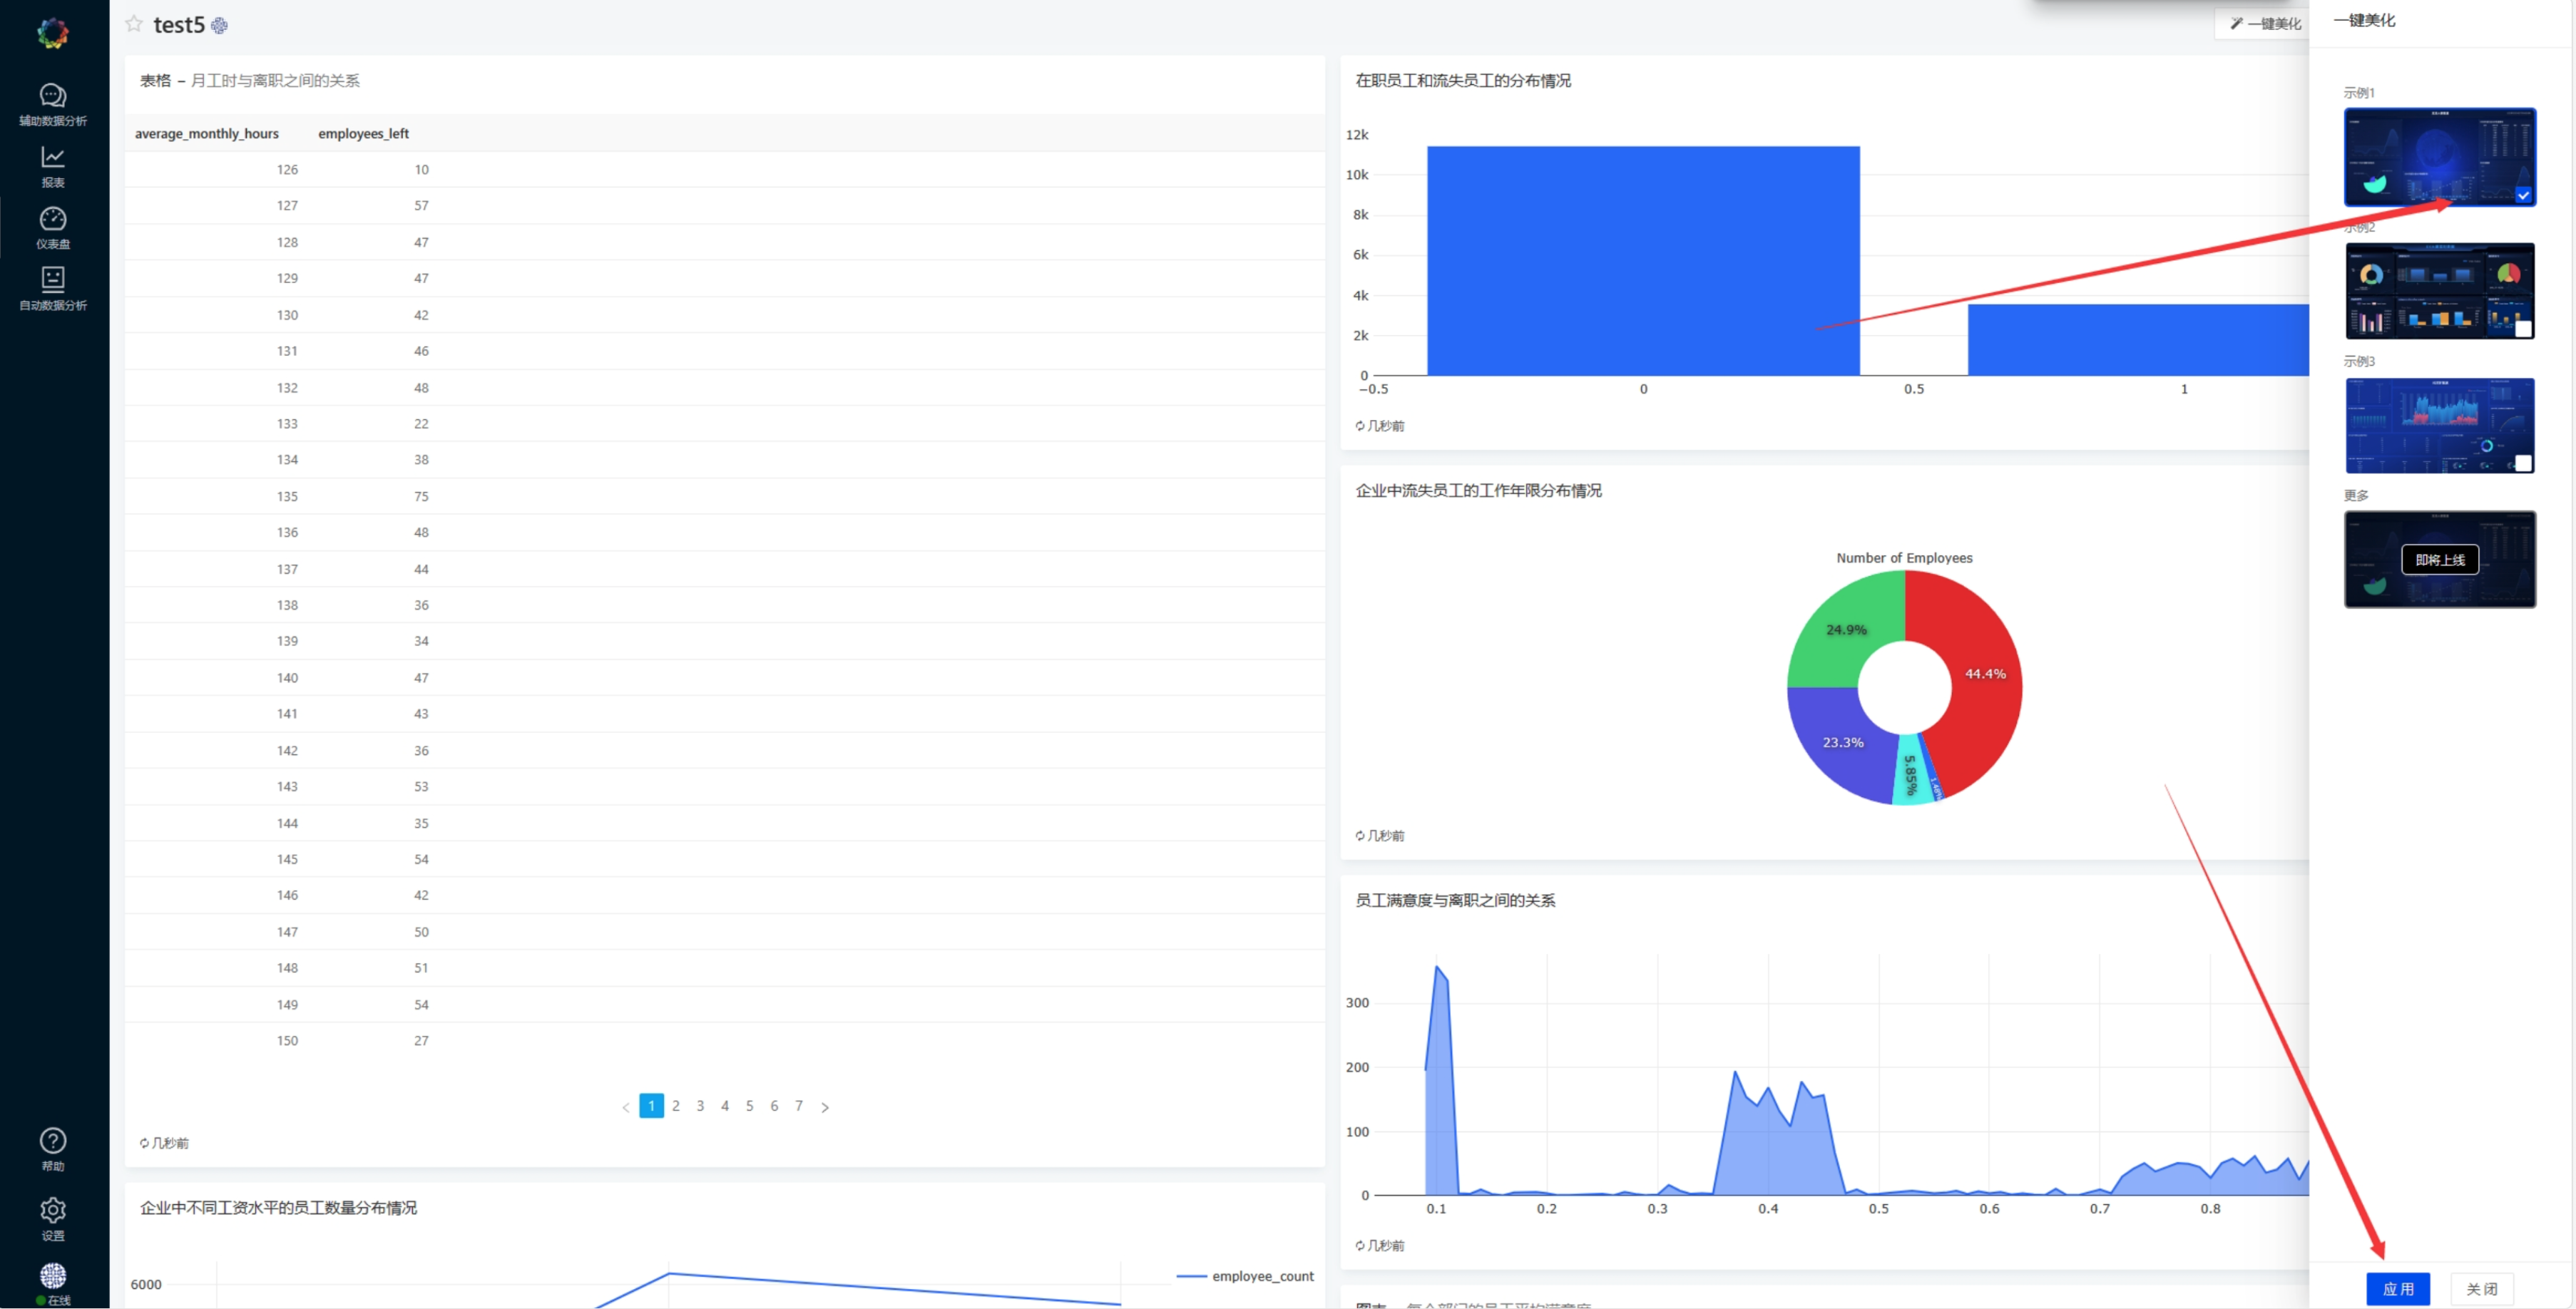 test5
一键美化
一键美化
辅助数据分析
报表
仪表盘
自动数据分析
帮助
设置
在线
表格 – 月工时与离职之间的关系
average_monthly_hours employees_left
126 10
127 57
128 47
129 47
130 42
131 46
132 48
133 22
134 38
135 75
136 48
137 44
138 36
139 34
140 47
141 43
142 36
143 53
144 35
145 54
146 42
147 50
148 51
149 54
150 27
1 2 3 4 5 6 7
几秒前
企业中不同工资水平的员工数量分布情况
6000
employee_count
在职员工和流失员工的分布情况
12k
10k
8k
6k
4k
2k
0
−0.5 0 0.5 1
几秒前
企业中流失员工的工作年限分布情况
Number of Employees
24.9%
44.4%
23.3%
5.85%
几秒前
员工满意度与离职之间的关系
300
200
100
0
0.1 0.2 0.3 0.4 0.5 0.6 0.7 0.8
几秒前
示例1
示例2
示例3
更多
即将上线
应用 关闭